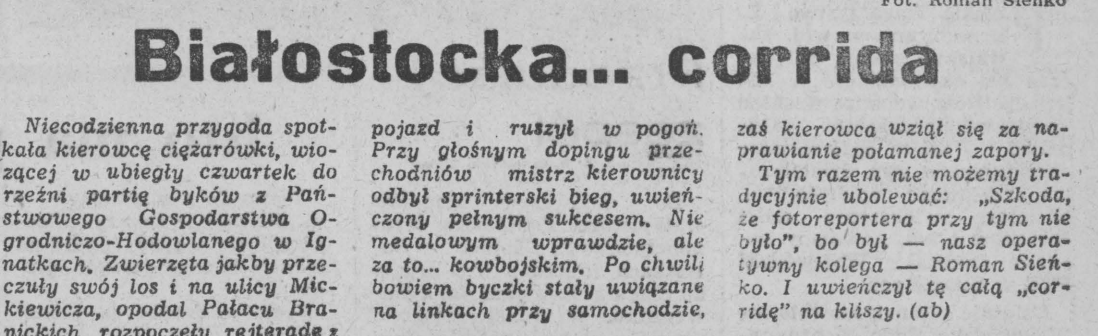 Fot. Roman Sieńko
Białostocka... corrida
Niecodzienna przygoda spot-
kała kierowcę ciężarówki, wio-
zącej w ubiegły czwartek do
rzeźni partię byków z Pań-
stwowego Gospodarstwa O-
grodniczo-Hodowlanego w Ig-
natkach. Zwierzęta jakby prze-
czuły swój los i na ulicy Mic-
kiewicza, opodal Pałacu Bra-
nickich rozpoczęły rejteradę z
pojazd i ruszył w pogoń.
Przy głośnym dopingu prze-
chodniów mistrz kierownicy
odbył sprinterski bieg, uwień-
czony pełnym sukcesem. Nie
medalowym wprawdzie, ale
za to... kowbojskim. Po chwili
bowiem byczki stały uwiązane
na linkach przy samochodzie,
zaś kierowca wziął się za na-
prawianie połamanej zapory.
Tym razem nie możemy tra-
dycyjnie ubolewać: „Szkoda,
że fotoreportera przy tym nie
było”, bo był — nasz opera-
tywny kolega — Roman Sień-
ko. I uwieńczył tę całą „cor-
ridę” na kliszy. (ab)